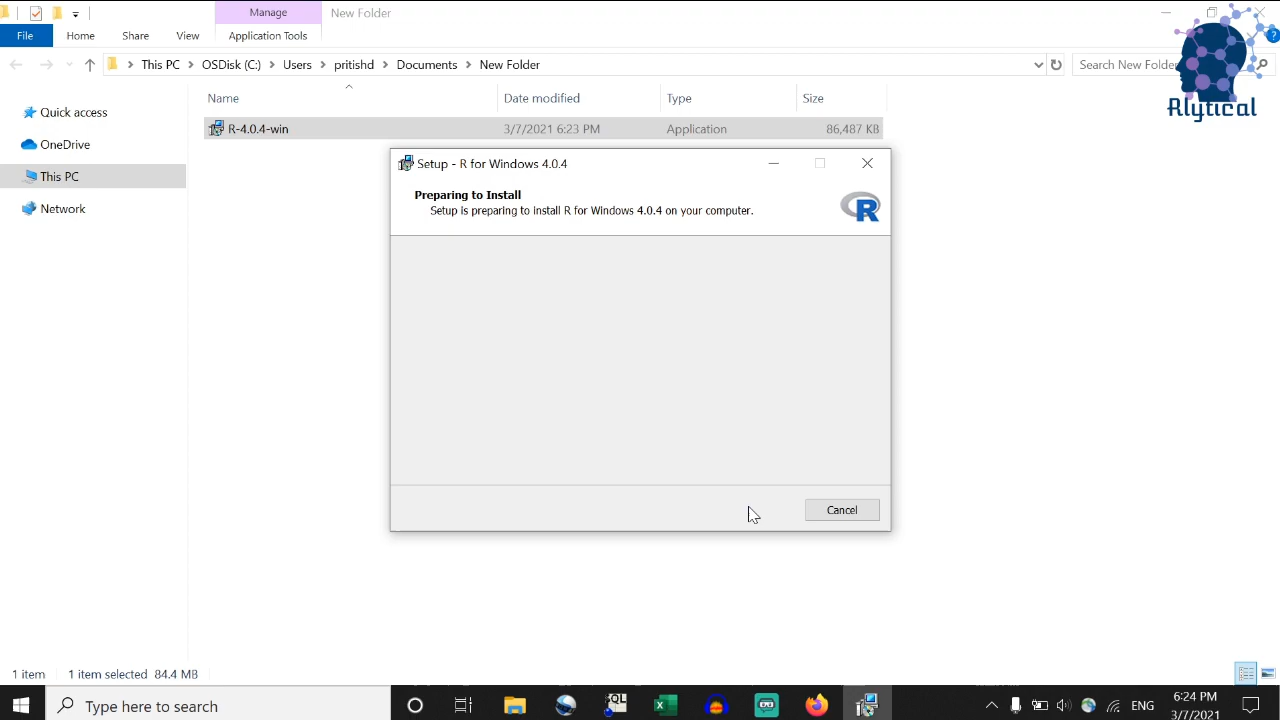 Manage
New Folder
File
Home
Share
View
Application Tools
This PC
OSDisk (C:)
Users
pritishd
Documents
New Folder
Search New Folder
Rlytical
Quick access
OneDrive
This PC
Network
Name
Date modified
Type
Size
R-4.0.4-win
3/7/2021 6:23 PM
Application
86,487 KB
Setup - R for Windows 4.0.4
Preparing to Install
Setup is preparing to install R for Windows 4.0.4 on your computer.
R
Cancel
1 item
1 item selected 84.4 MB
Type here to search
ENG
6:24 PM
3/7/2021